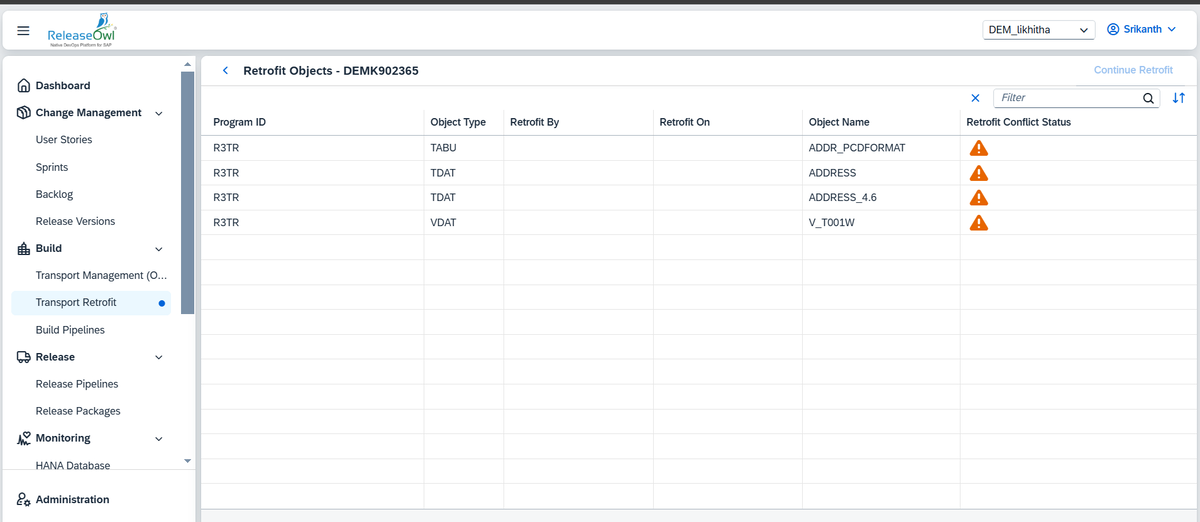 ReleaseOwl
Native DevOps Platform for SAP
DEM_likhitha
Srikanth
Dashboard
Change Management
User Stories
Sprints
Backlog
Release Versions
Build
Transport Management (O...
Transport Retrofit
Build Pipelines
Release
Release Pipelines
Release Packages
Monitoring
HANA Database
Administration
Retrofit Objects - DEMK902365
Continue Retrofit
Filter
Program ID Object Type Retrofit By Retrofit On Object Name Retrofit Conflict Status
R3TR TABU ADDR_PCDFORMAT
R3TR TDAT ADDRESS
R3TR TDAT ADDRESS_4.6
R3TR VDAT V_T001W